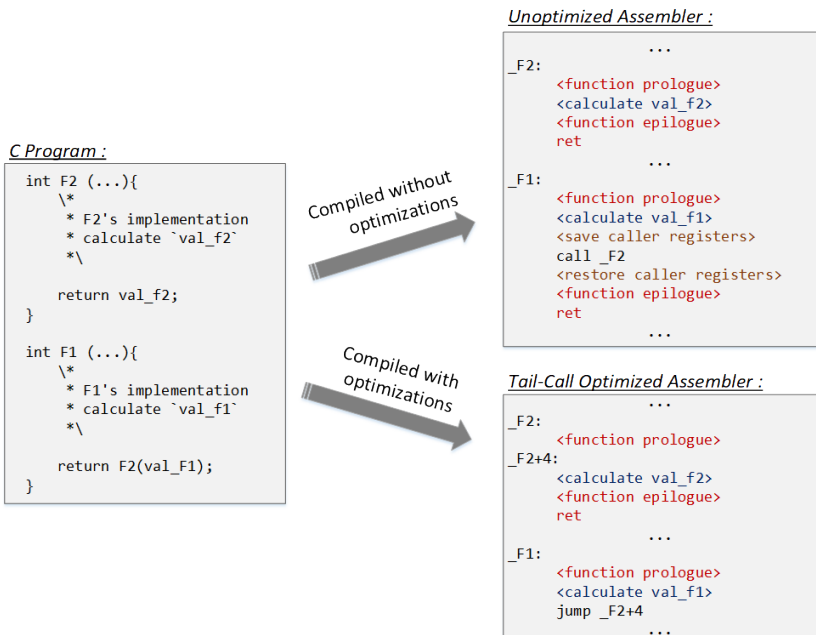 C Program :
int F2 (...){
\*
* F2's implementation
* calculate `val_f2`
*\
return val_f2;
}
int F1 (...){
\*
* F1's implementation
* calculate `val_f1`
*\
return F2(val_F1);
}
Compiled without
optimizations
Compiled with
optimizations
Unoptimized Assembler :
...
_F2:
<function prologue>
<calculate val_f2>
<function epilogue>
ret
...
_F1:
<function prologue>
<calculate val_f1>
<save caller registers>
call _F2
<restore caller registers>
<function epilogue>
ret
...
Tail-Call Optimized Assembler :
...
_F2:
<function prologue>
_F2+4:
<calculate val_f2>
<function epilogue>
ret
...
_F1:
<function prologue>
<calculate val_f1>
jump _F2+4
...